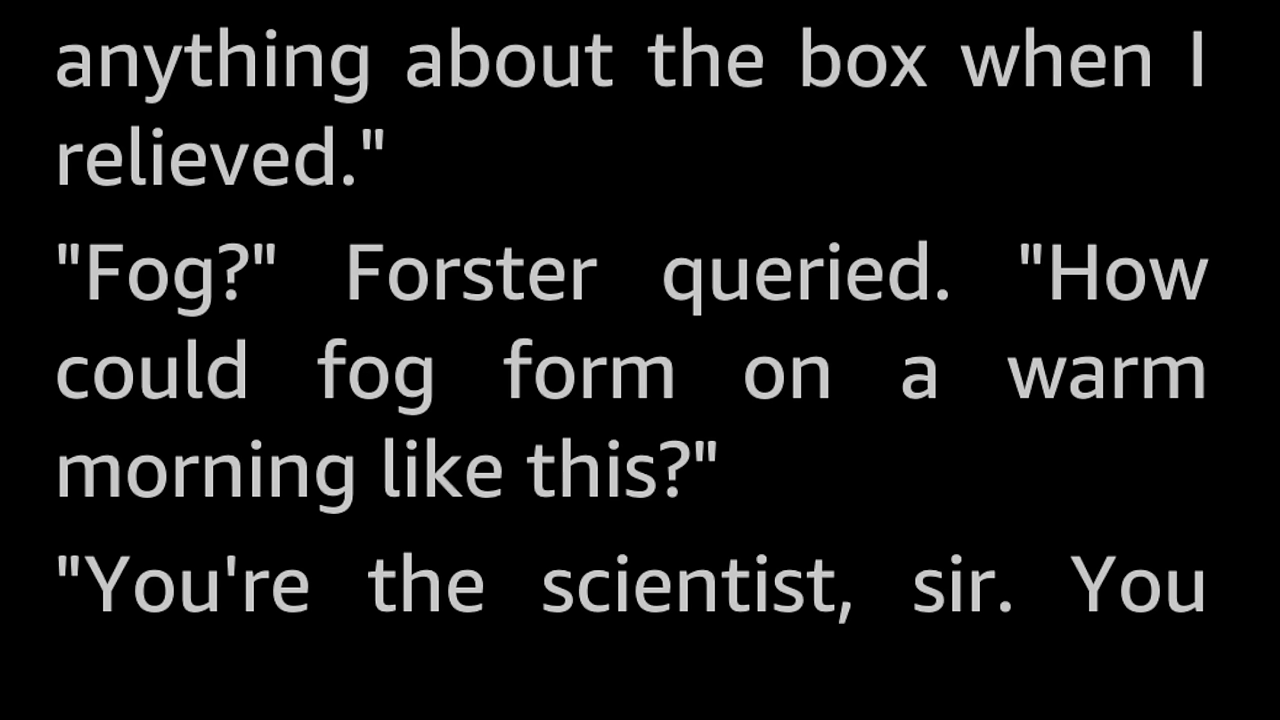 anything about the box when I
relieved."
"Fog?" Forster queried. "How
could fog form on a warm
morning like this?"
"You're the scientist, sir. You